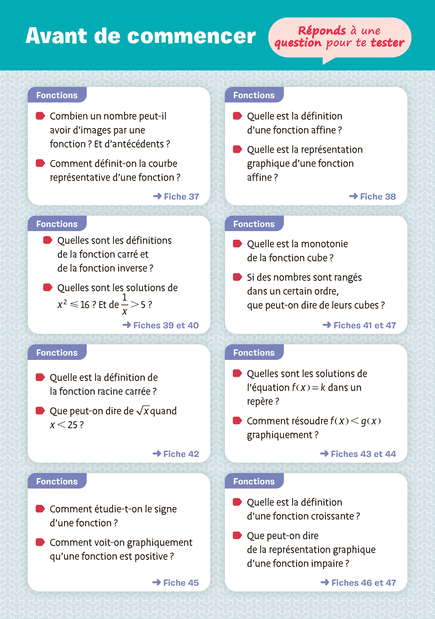 Avant de commencer
Réponds à une
question pour te tester
Fonctions
Combien un nombre peut-il
avoir d'images par une
fonction ? Et d'antécédents ?
Comment définit-on la courbe
représentative d'une fonction ?
➜ Fiche 37
Fonctions
Quelle est la définition
d'une fonction affine ?
Quelle est la représentation
graphique d'une fonction
affine ?
➜ Fiche 38
Fonctions
Quelles sont les définitions
de la fonction carré et
de la fonction inverse ?
Quelles sont les solutions de
x² ⩽ 16 ? Et de 1/x > 5 ?
➜ Fiches 39 et 40
Fonctions
Quelle est la monotonie
de la fonction cube ?
Si des nombres sont rangés
dans un certain ordre,
que peut-on dire de leurs cubes ?
➜ Fiches 41 et 47
Fonctions
Quelle est la définition de
la fonction racine carrée ?
Que peut-on dire de √x quand
x < 25 ?
➜ Fiche 42
Fonctions
Quelles sont les solutions de
l'équation f(x) = k dans un
repère ?
Comment résoudre f(x) < g(x)
graphiquement ?
➜ Fiches 43 et 44
Fonctions
Comment étudie-t-on le signe
d'une fonction ?
Comment voit-on graphiquement
qu'une fonction est positive ?
➜ Fiche 45
Fonctions
Quelle est la définition
d'une fonction croissante ?
Que peut-on dire
de la représentation graphique
d'une fonction impaire ?
➜ Fiches 46 et 47